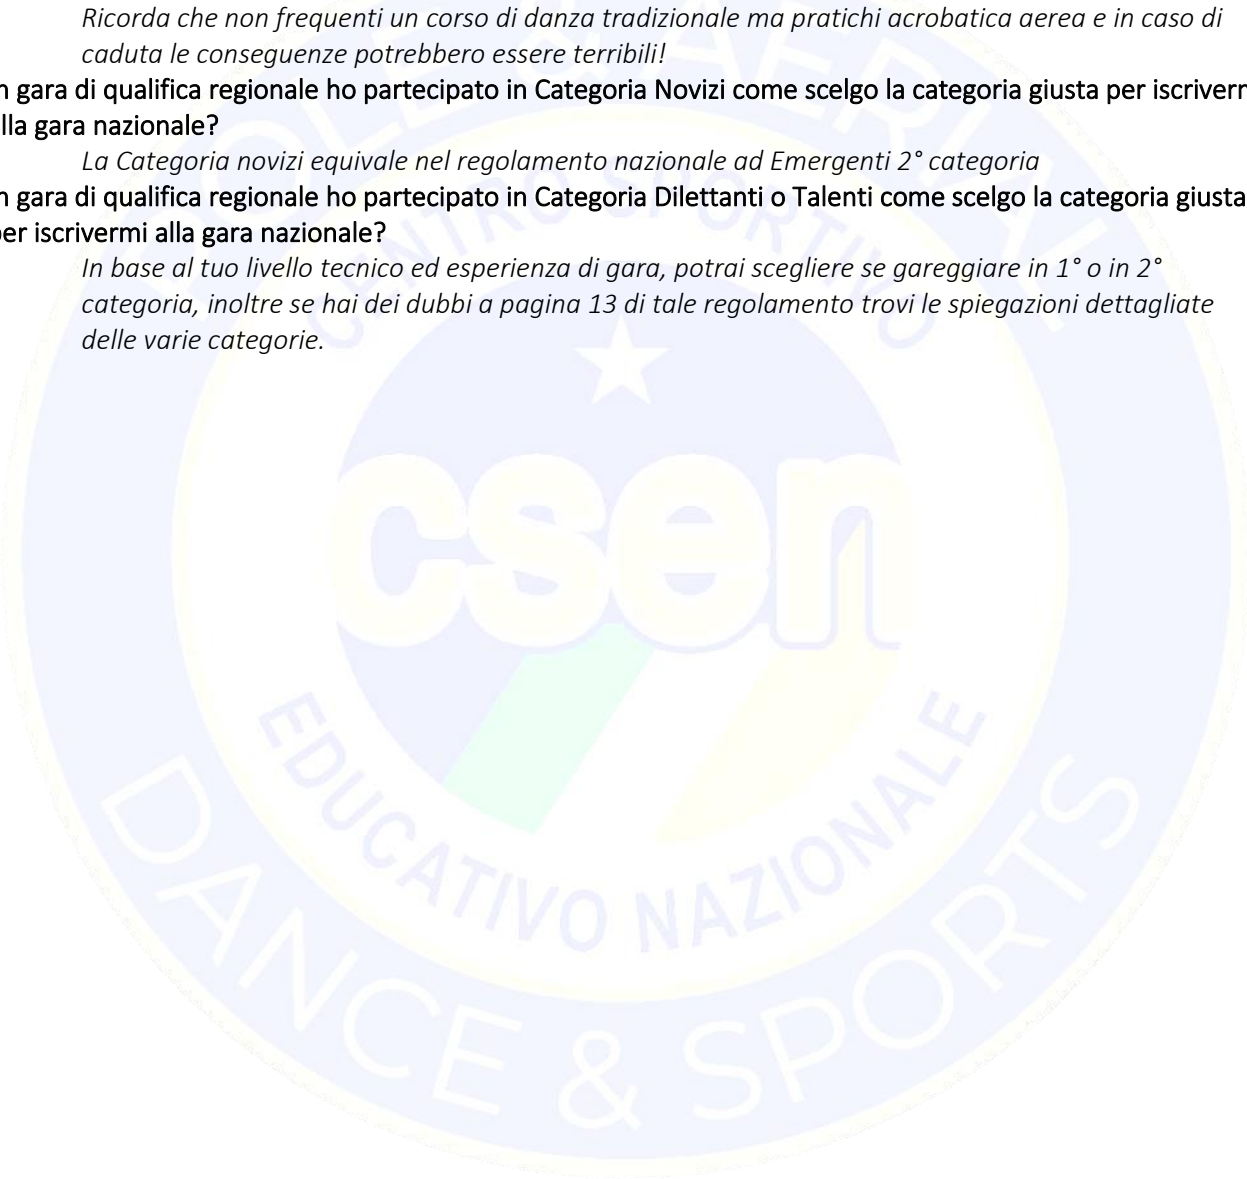 Ricorda che non frequenti un corso di danza tradizionale ma pratichi acrobatica aerea e in caso di
caduta le conseguenze potrebbero essere terribili!
n gara di qualifica regionale ho partecipato in Categoria Novizi come scelgo la categoria giusta per iscriverm
lla gara nazionale?
La Categoria novizi equivale nel regolamento nazionale ad Emergenti 2° categoria
n gara di qualifica regionale ho partecipato in Categoria Dilettanti o Talenti come scelgo la categoria giusta
per iscrivermi alla gara nazionale?
In base al tuo livello tecnico ed esperienza di gara, potrai scegliere se gareggiare in 1° o in 2°
categoria, inoltre se hai dei dubbi a pagina 13 di tale regolamento trovi le spiegazioni dettagliate
delle varie categorie.
POLE & AERIAL
CENTRO SPORTIVO
csen
EDUCATIVO NAZIONALE
DANCE & SPORTS